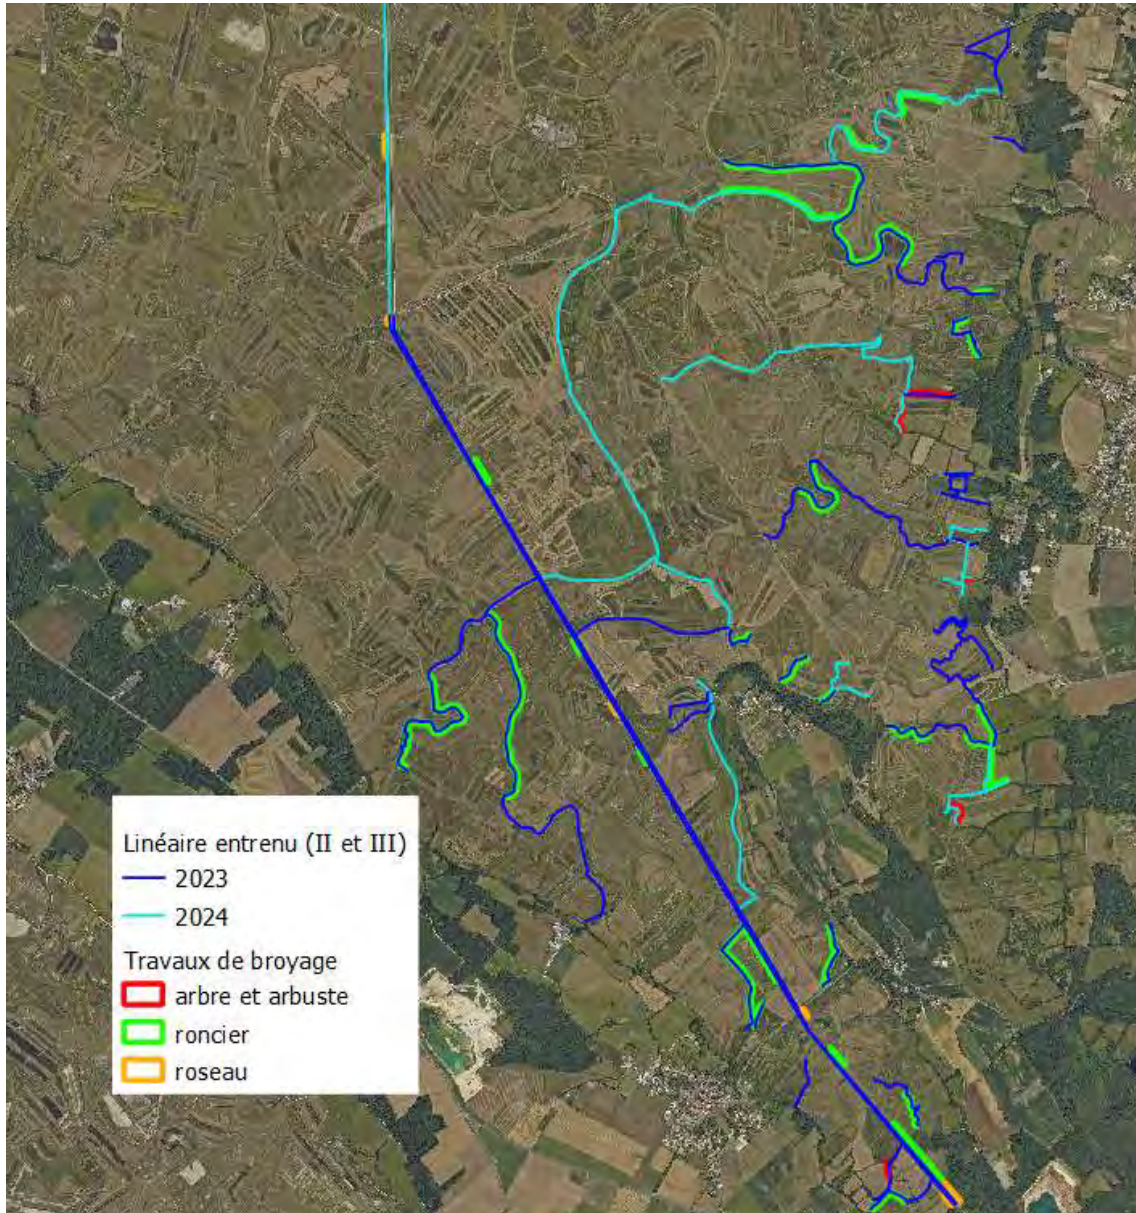 Linéaire entrenu (II et III)
2023
2024
Travaux de broyage
arbre et arbuste
roncier
roseau